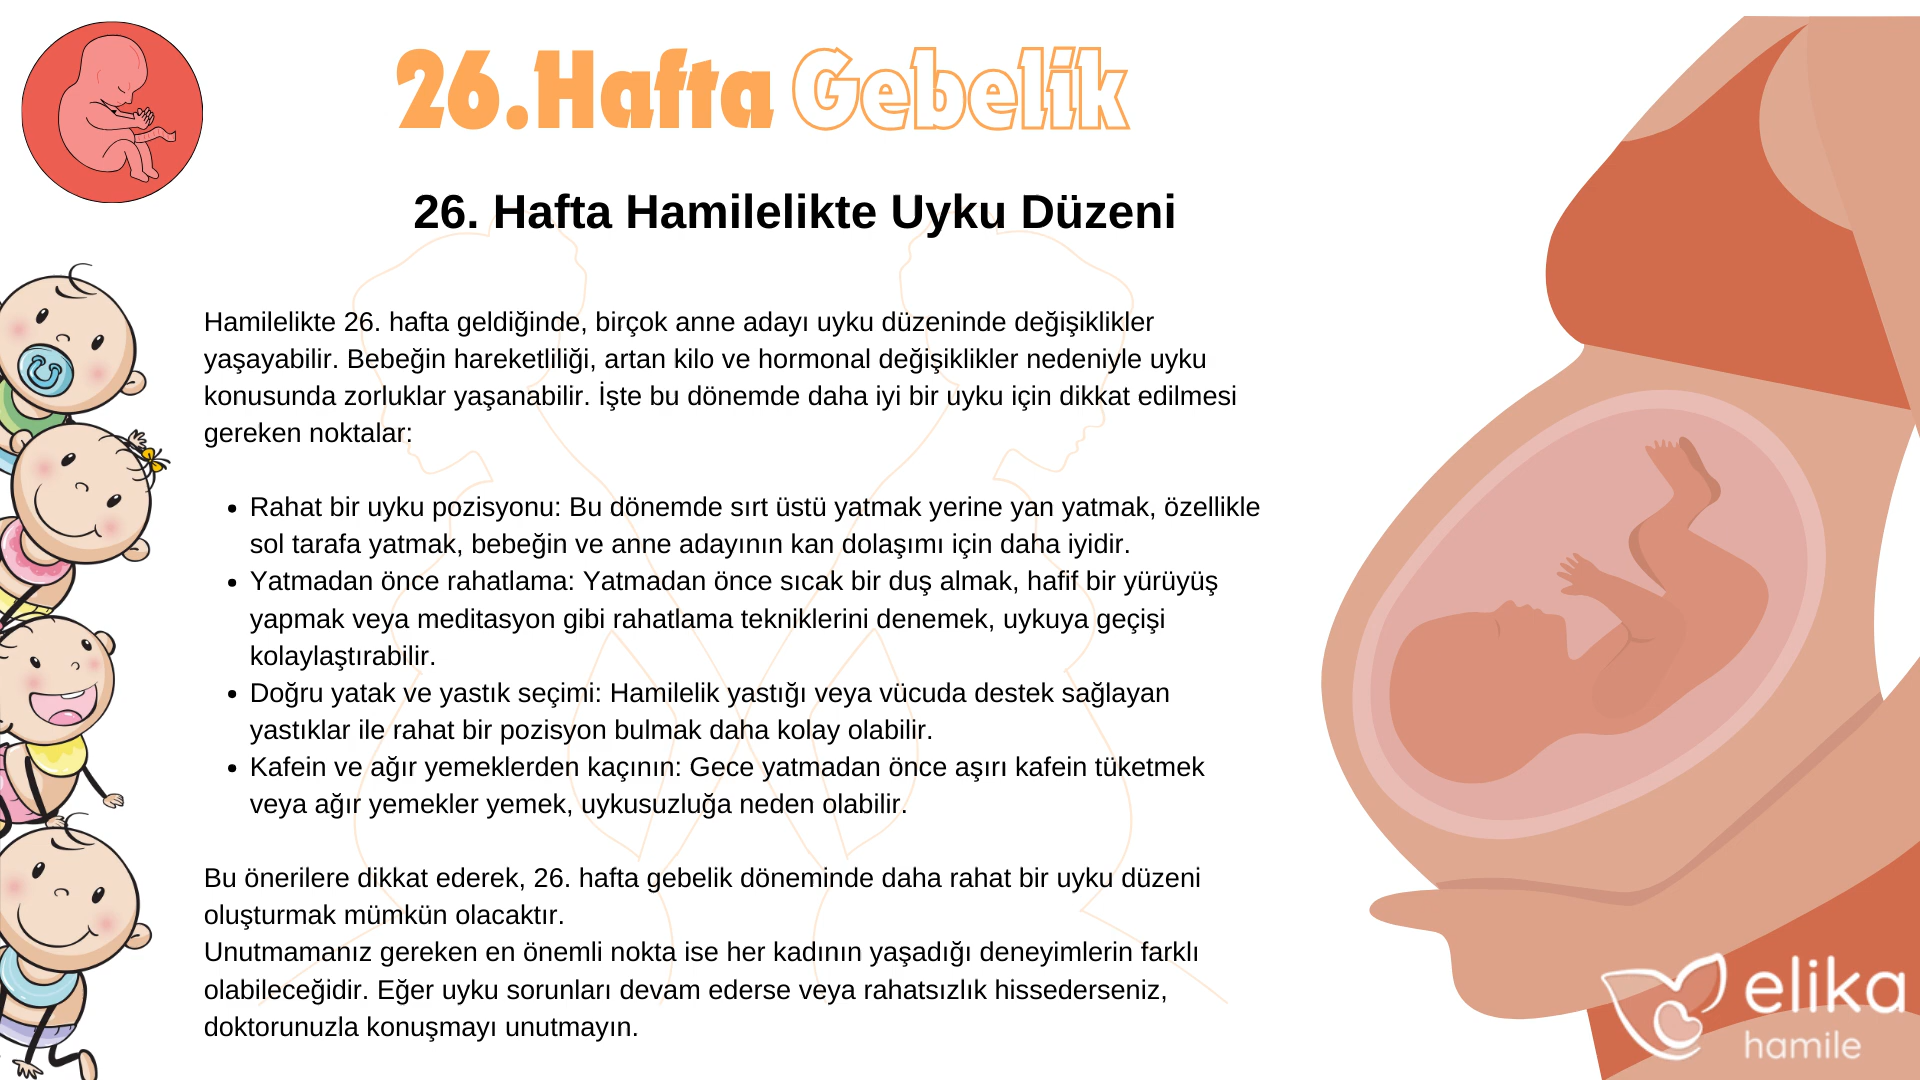 26.Hafta Gebelik
26. Hafta Hamilelikte Uyku Düzeni
Hamilelikte 26. hafta geldiğinde, birçok anne adayı uyku düzeninde değişiklikler
yaşayabilir. Bebeğin hareketliliği, artan kilo ve hormonal değişiklikler nedeniyle uyku
konusunda zorluklar yaşanabilir. İşte bu dönemde daha iyi bir uyku için dikkat edilmesi
gereken noktalar:
• Rahat bir uyku pozisyonu: Bu dönemde sırt üstü yatmak yerine yan yatmak, özellikle
sol tarafa yatmak, bebeğin ve anne adayının kan dolaşımı için daha iyidir.
• Yatmadan önce rahatlama: Yatmadan önce sıcak bir duş almak, hafif bir yürüyüş
yapmak veya meditasyon gibi rahatlama tekniklerini denemek, uykuya geçişi
kolaylaştırabilir.
• Doğru yatak ve yastık seçimi: Hamilelik yastığı veya vücuda destek sağlayan
yastıklar ile rahat bir pozisyon bulmak daha kolay olabilir.
• Kafein ve ağır yemeklerden kaçının: Gece yatmadan önce aşırı kafein tüketmek
veya ağır yemekler yemek, uykusuzluğa neden olabilir.
Bu önerilere dikkat ederek, 26. hafta gebelik döneminde daha rahat bir uyku düzeni
oluşturmak mümkün olacaktır.
Unutmamanız gereken en önemli nokta ise her kadının yaşadığı deneyimlerin farklı
olabileceğidir. Eğer uyku sorunları devam ederse veya rahatsızlık hissederseniz,
doktorunuzla konuşmayı unutmayın.
elika
hamile